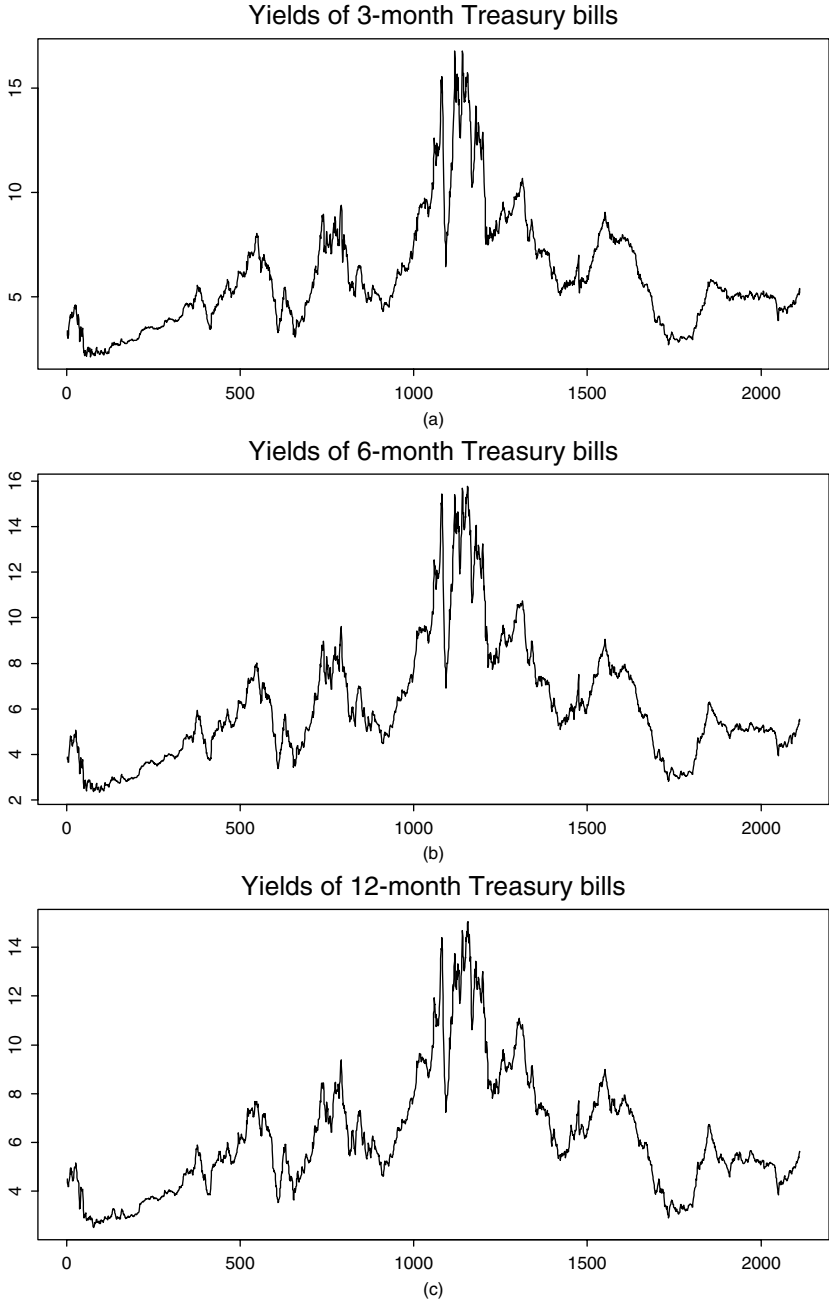 Yields of 3-month Treasury bills
15
10
5
0 500 1000 1500 2000
(a)
Yields of 6-month Treasury bills
16
14
12
10
8
6
4
2
0 500 1000 1500 2000
(b)
Yields of 12-month Treasury bills
14
12
10
8
6
4
0 500 1000 1500 2000
(c)